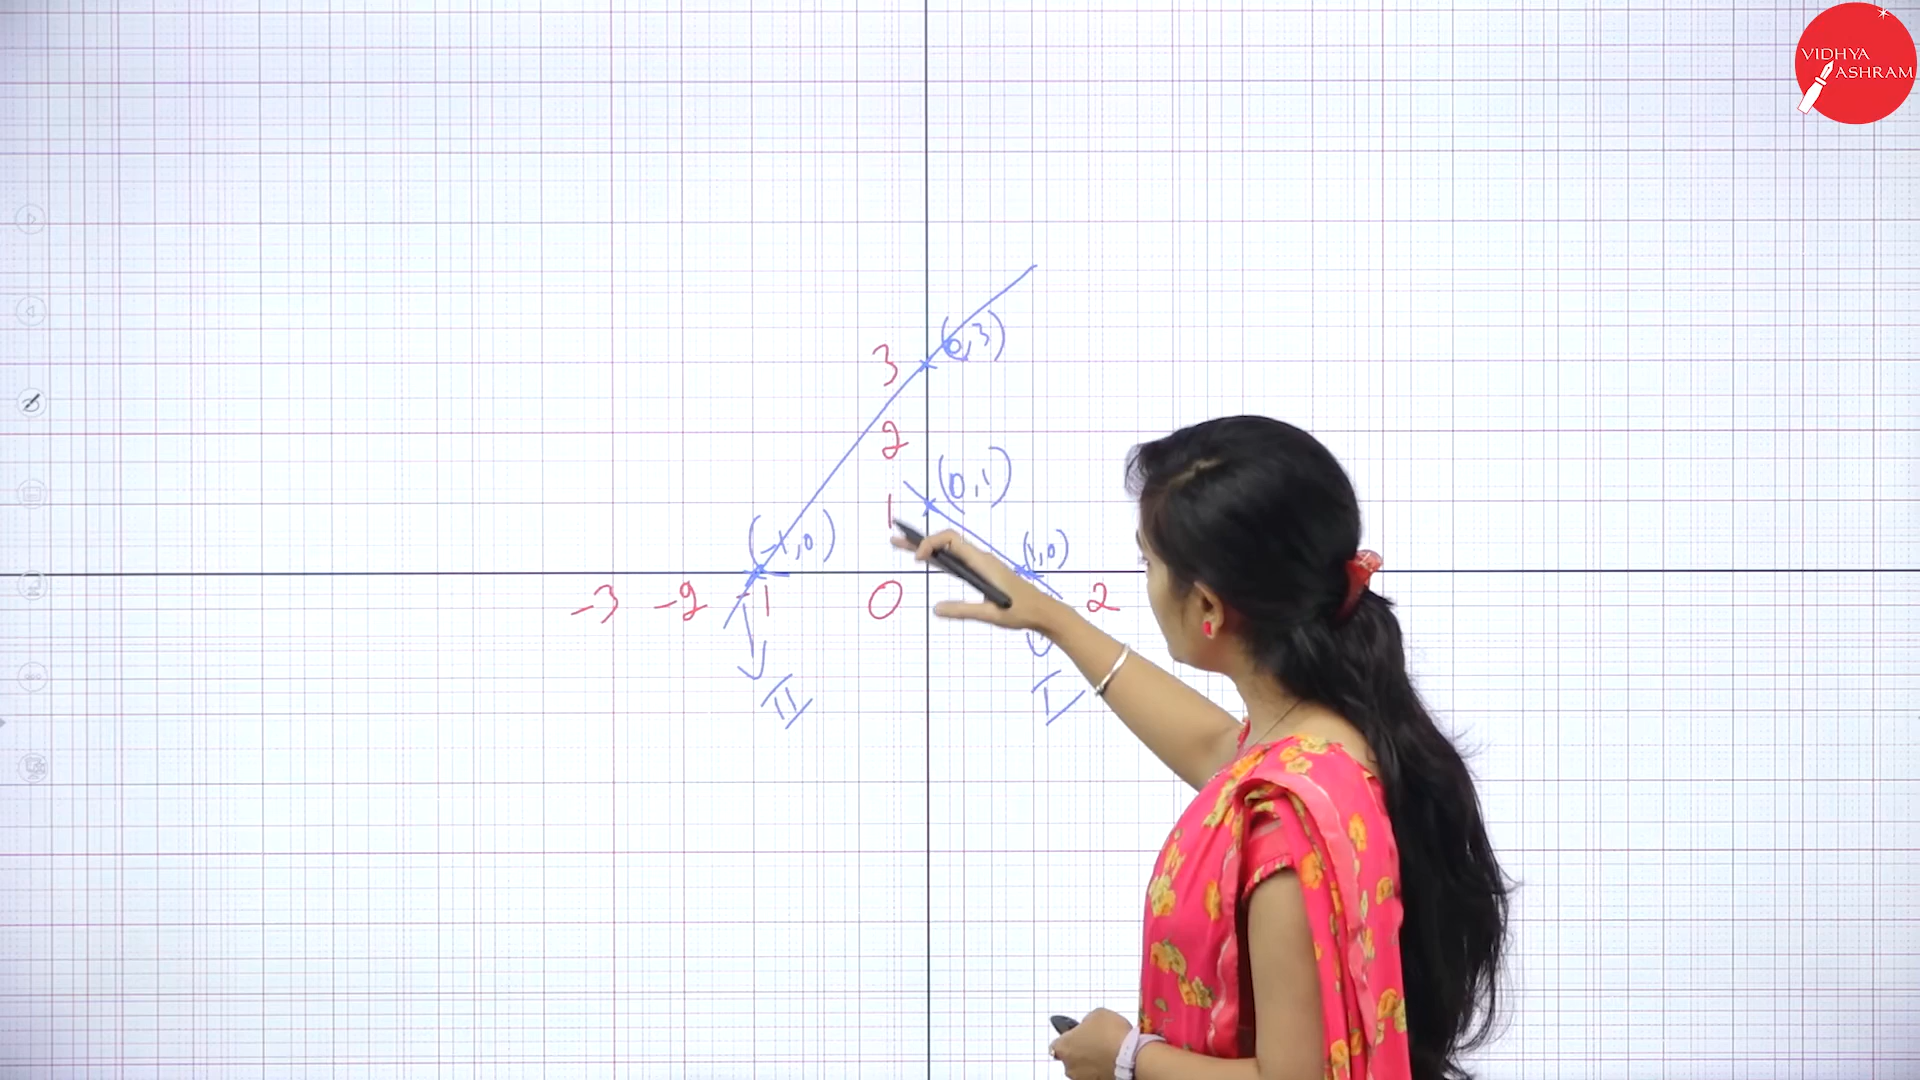 VIDHYA
ASHRAM
3
(0,3)
2
(0,1)
1
(-1,0)
(1,0)
-3 -2 -1 0 2
II
I